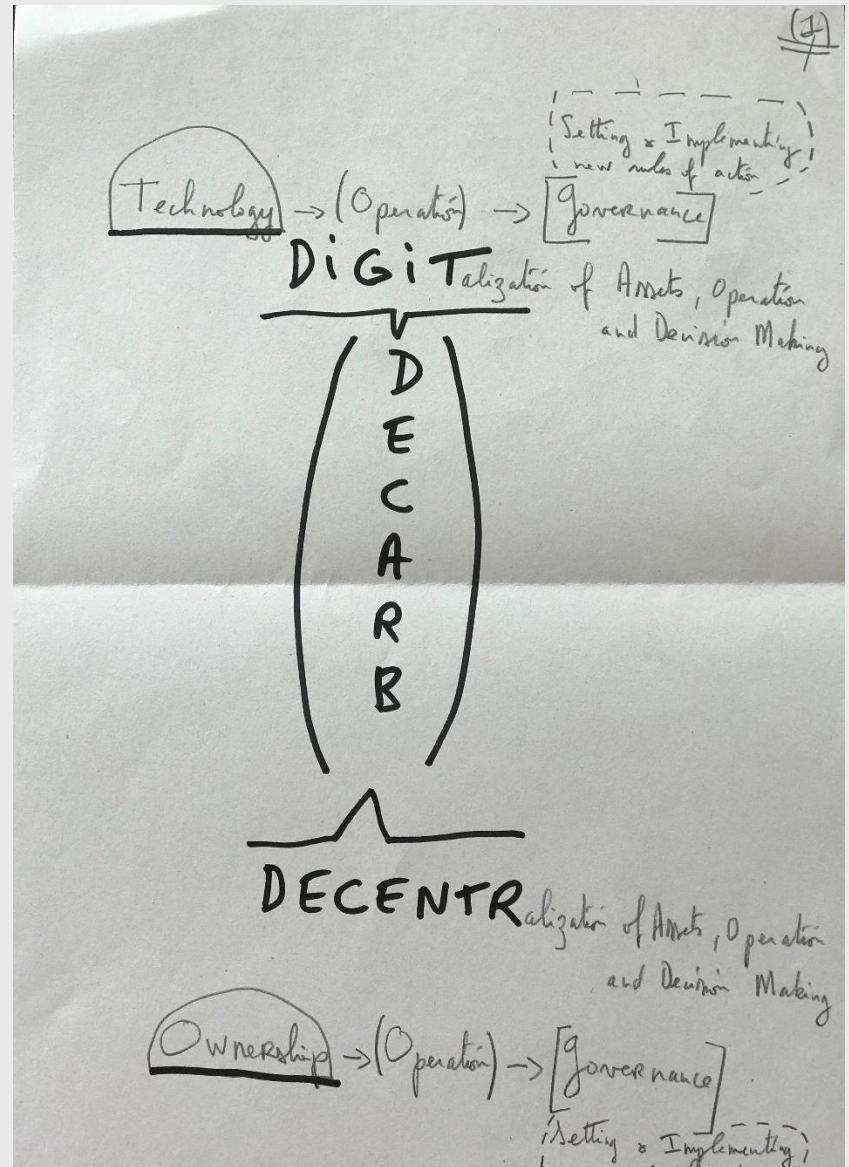 (1)
Setting & Implementing
new rules of action
Technology → (Operation) → [Governance]
DiGiTalization of Assets, Operation
and Decision Making
D
E
C
A
R
B
DECENTRalization of Assets, Operation
and Decision Making
Ownership → (Operation) → [Governance]
Setting & Implementing